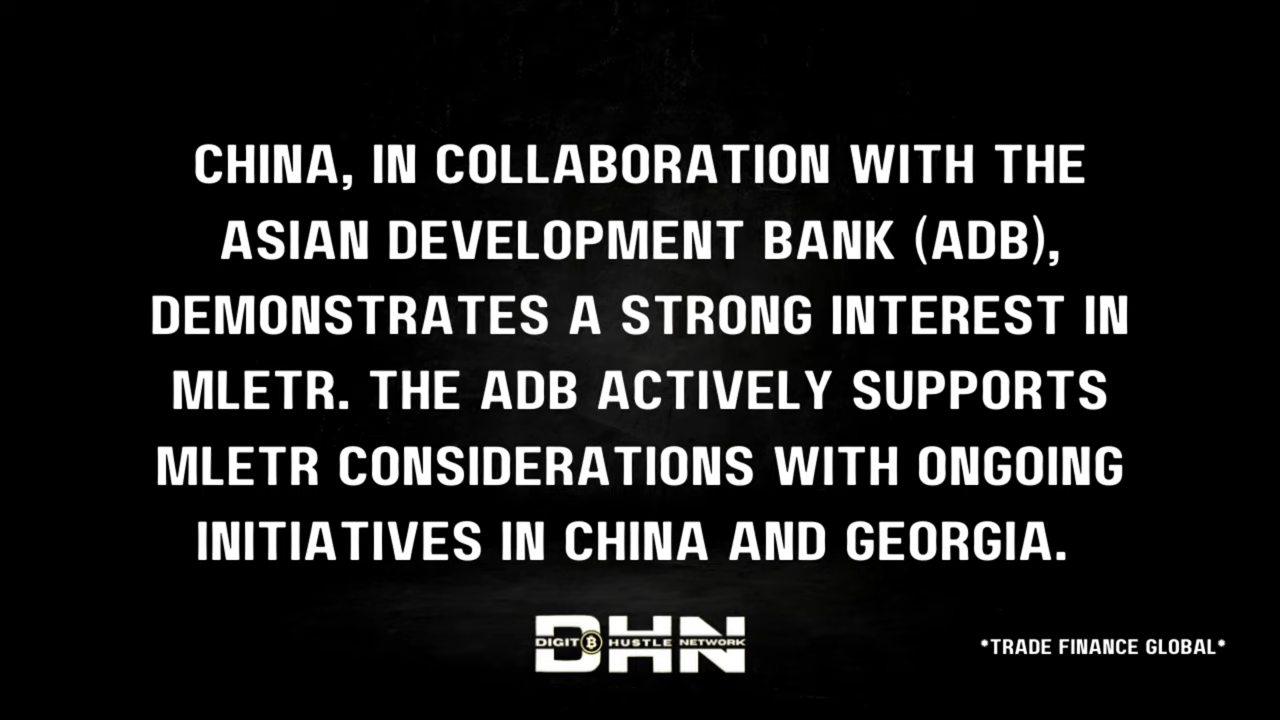 CHINA, IN COLLABORATION WITH THE
ASIAN DEVELOPMENT BANK (ADB),
DEMONSTRATES A STRONG INTEREST IN
MLETR. THE ADB ACTIVELY SUPPORTS
MLETR CONSIDERATIONS WITH ONGOING
INITIATIVES IN CHINA AND GEORGIA.
DHN
DIGIT₿ HUSTLE NETWORK
*TRADE FINANCE GLOBAL*